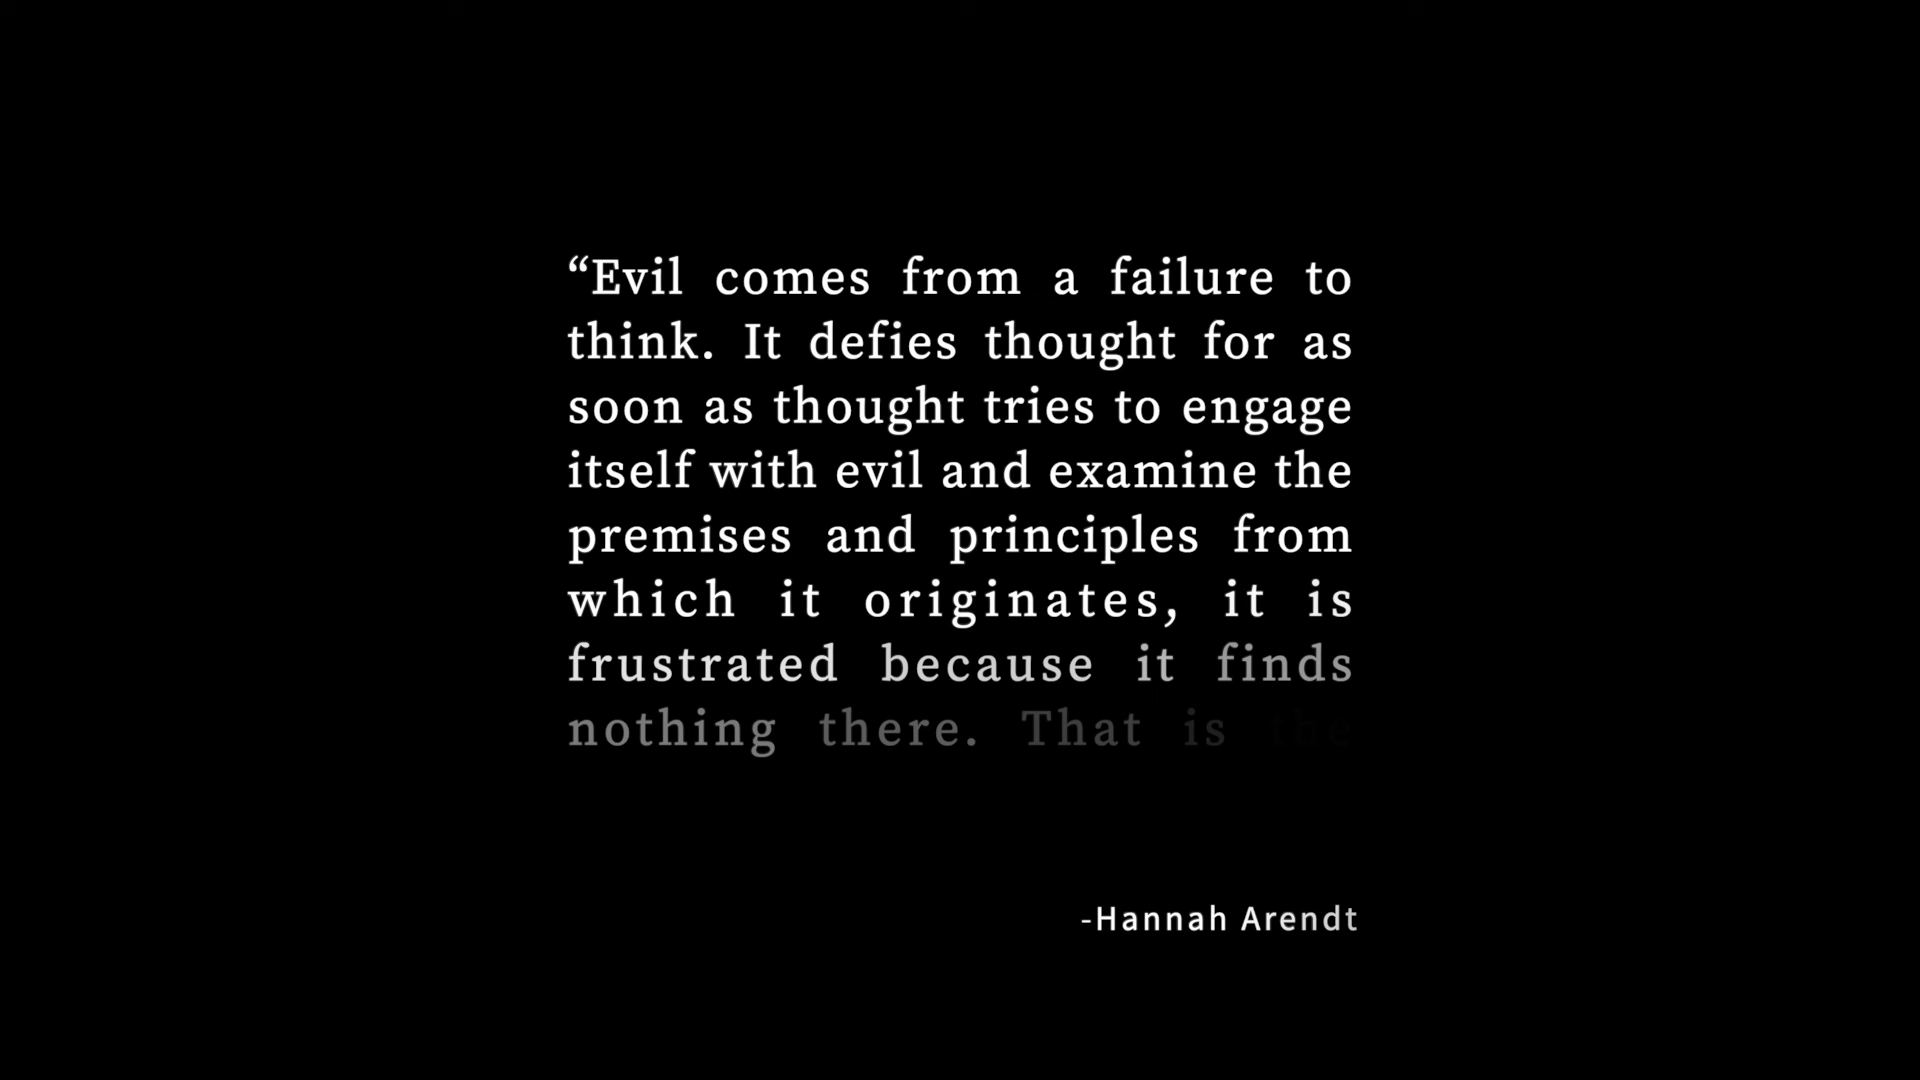 “Evil comes from a failure to
think. It defies thought for as
soon as thought tries to engage
itself with evil and examine the
premises and principles from
which it originates, it is
frustrated because it finds
nothing there. That is the
-Hannah Arendt